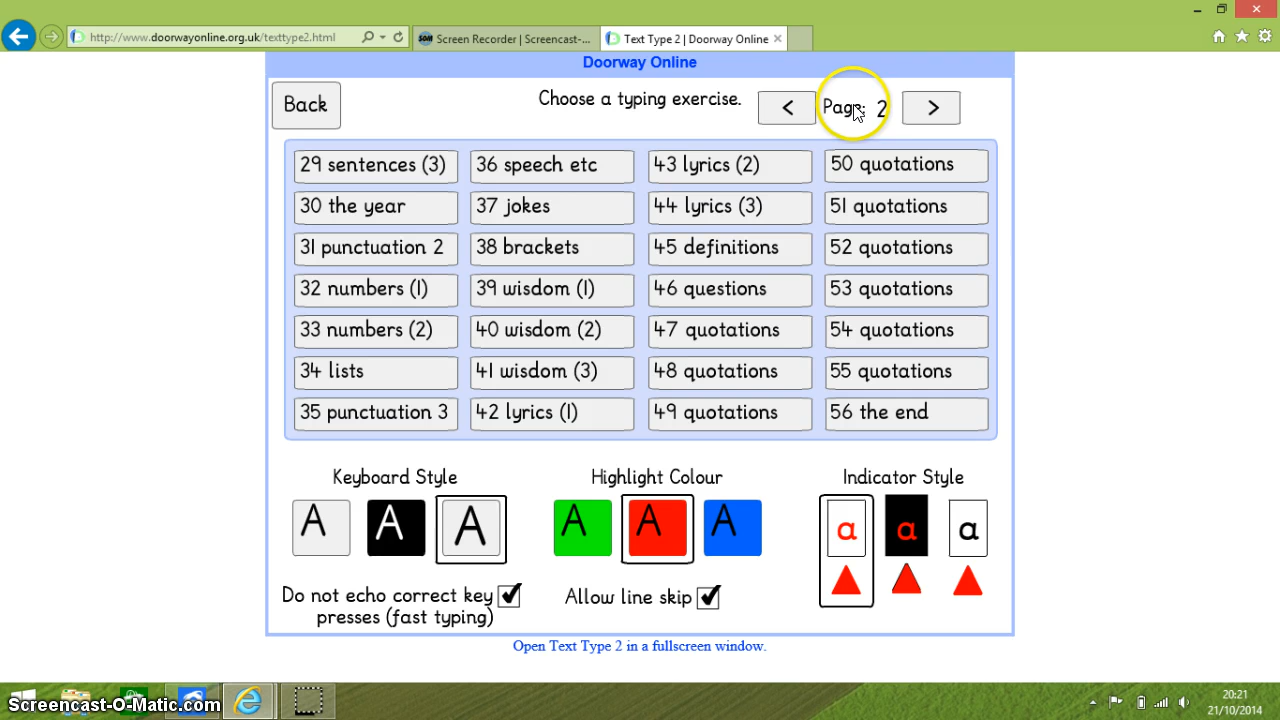 http://www.doorwayonline.org.uk/texttype2.html
Screen Recorder | Screencast-...
Text Type 2 | Doorway Online
Doorway Online
Back
Choose a typing exercise.
<
Page: 2
>
29 sentences (3)
36 speech etc
43 lyrics (2)
50 quotations
30 the year
37 jokes
44 lyrics (3)
51 quotations
31 punctuation 2
38 brackets
45 definitions
52 quotations
32 numbers (1)
39 wisdom (1)
46 questions
53 quotations
33 numbers (2)
40 wisdom (2)
47 quotations
54 quotations
34 lists
41 wisdom (3)
48 quotations
55 quotations
35 punctuation 3
42 lyrics (1)
49 quotations
56 the end
Keyboard Style
Highlight Colour
Indicator Style
A A A
A A A
a a a
Do not echo correct key
presses (fast typing)
Allow line skip
Open Text Type 2 in a fullscreen window.
Screencast-O-Matic.com
20:21
21/10/2014